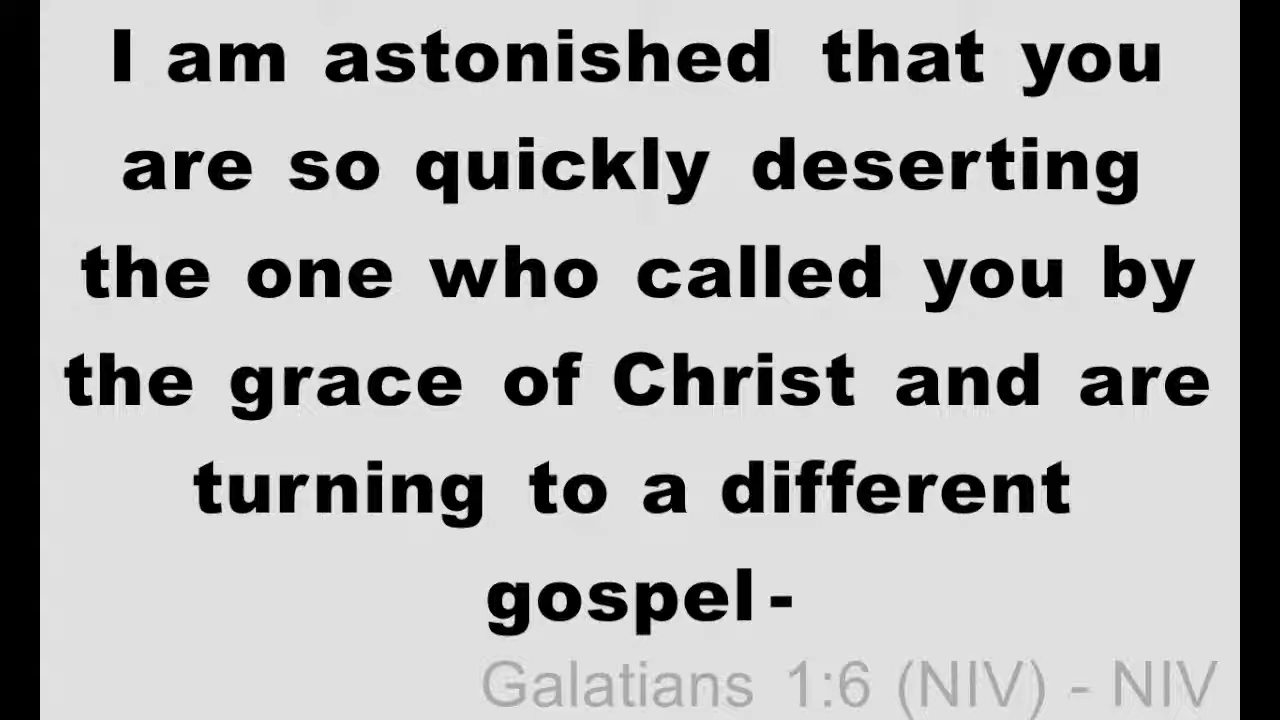 I am astonished that you
are so quickly deserting
the one who called you by
the grace of Christ and are
turning to a different
gospel-
Galatians 1:6 (NIV) - NIV